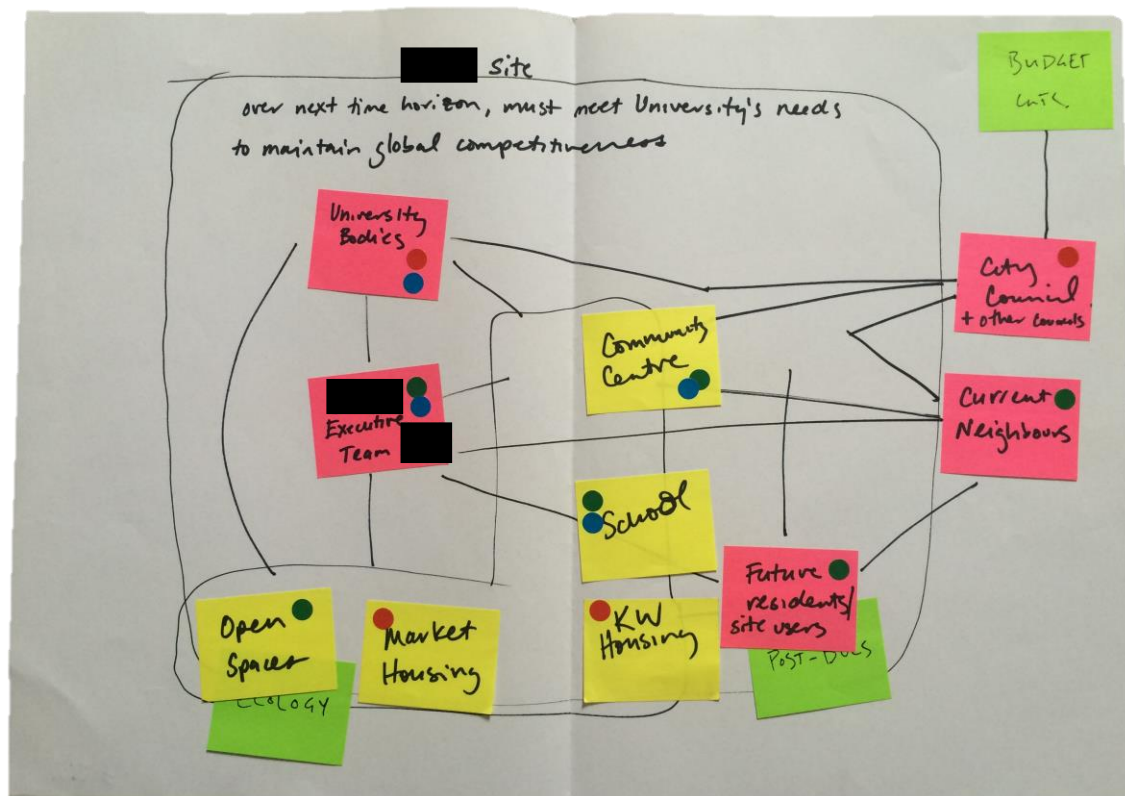 site
over next time horizon, must meet University's needs
to maintain global competitiveness
BUDGET
CUTS.
University
Bodies
City
Council
+ other councils
Community
Centre
Executive
Team
Current
Neighbours
School
Future
residents/
site users
POST-DOCS
Open
Spaces
ECOLOGY
Market
Housing
KW
Housing